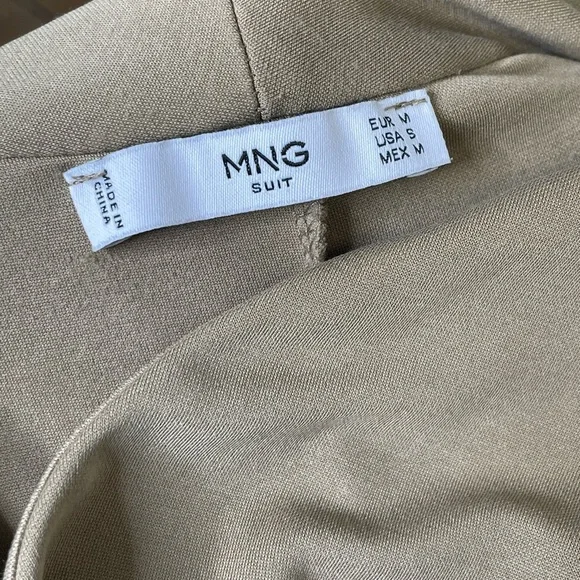 MADE IN
CHINA
MNG
SUIT
EUR M
USA S
MEX M